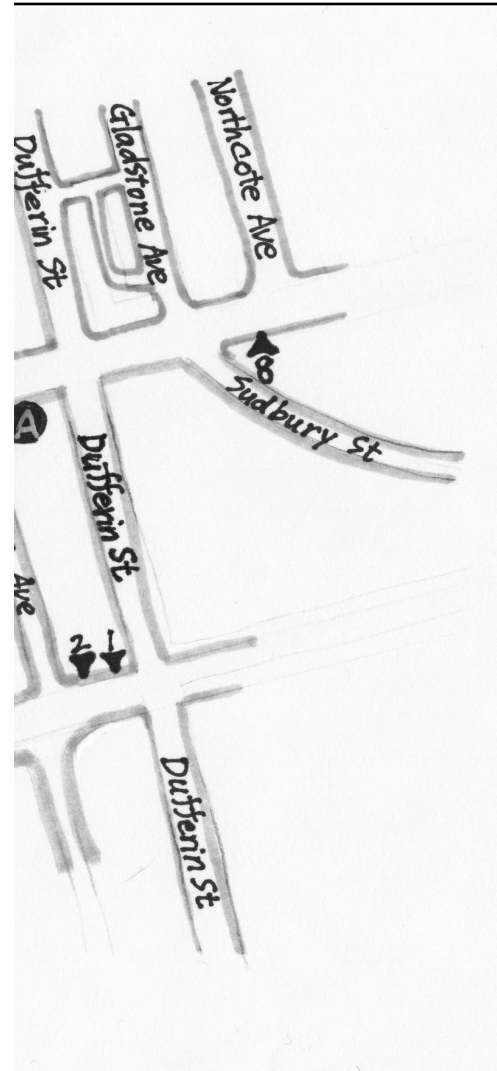 Northcote Ave
Gladstone Ave
Dufferin St
8
Sudbury St
A
Dufferin St
Ave
2
1
Dufferin St